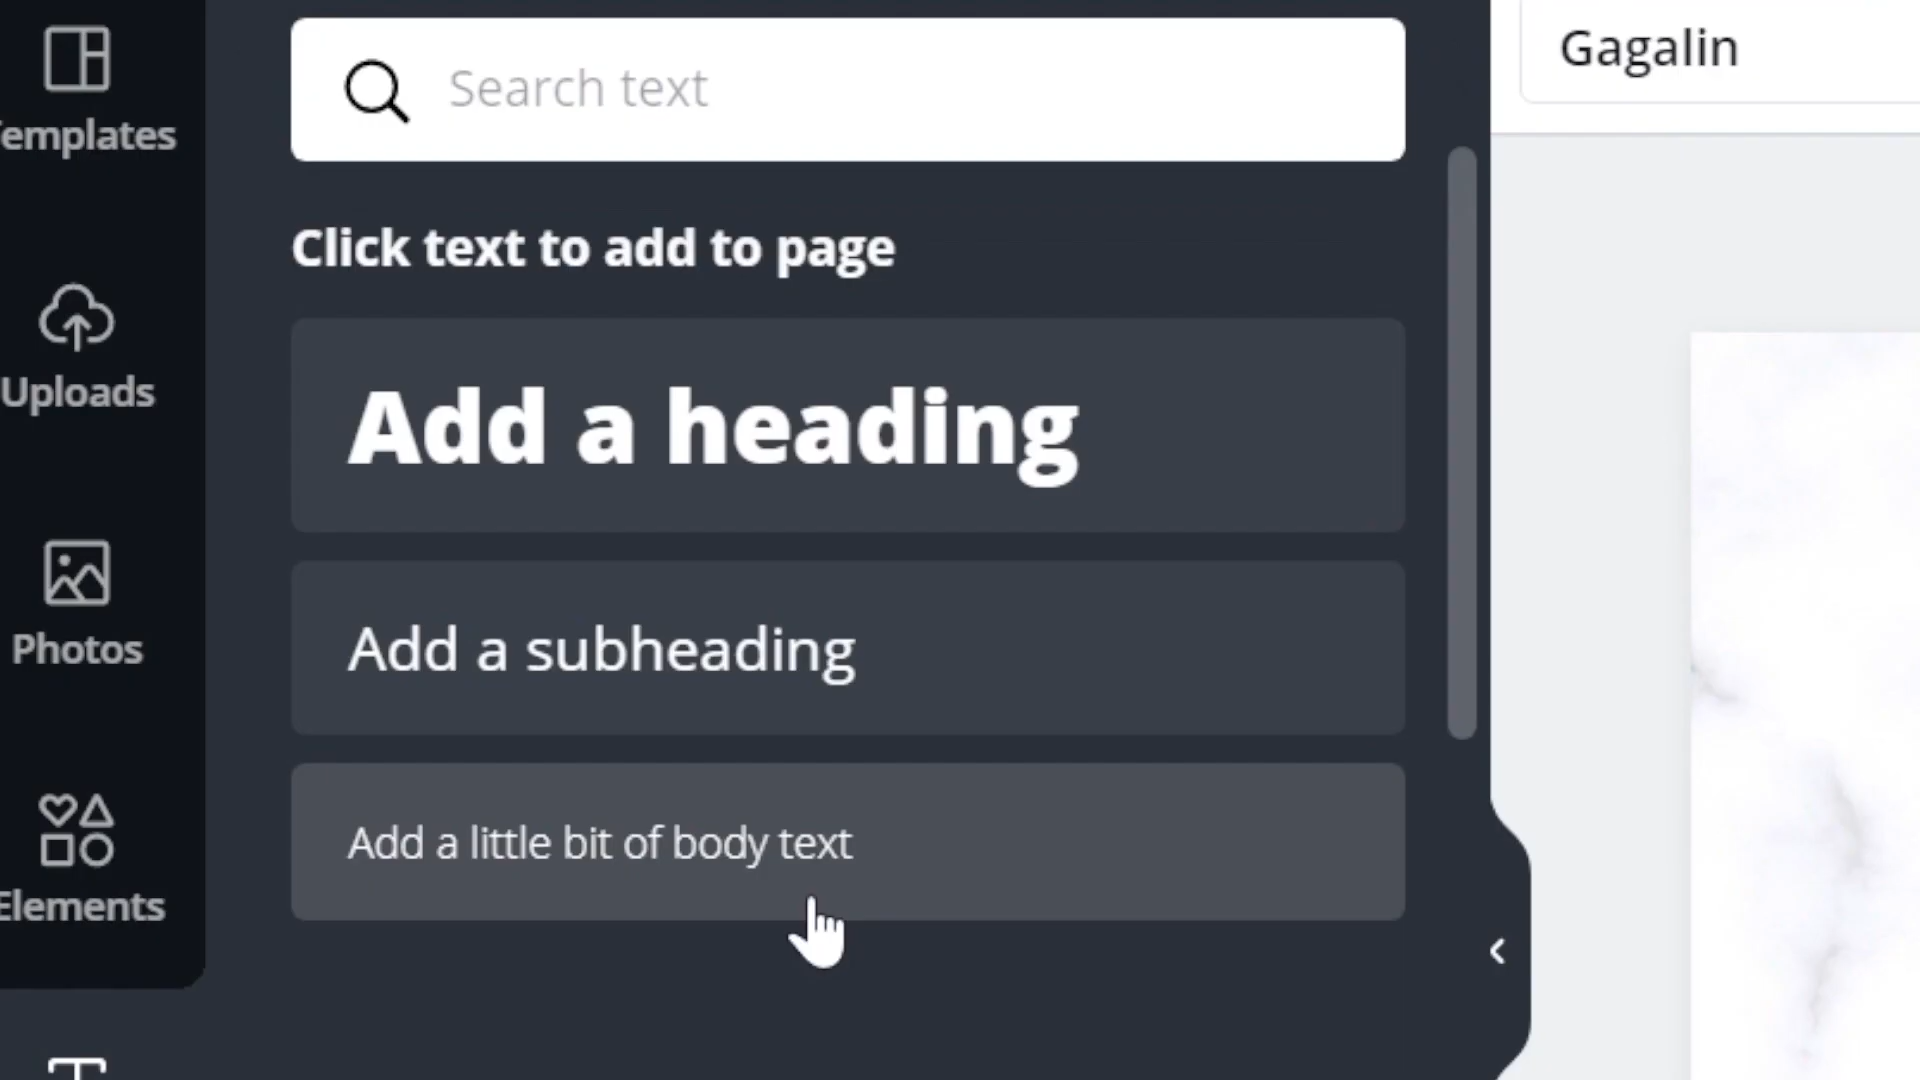 Templates
Uploads
Photos
Elements
Search text
Click text to add to page
Add a heading
Add a subheading
Add a little bit of body text
Gagalin